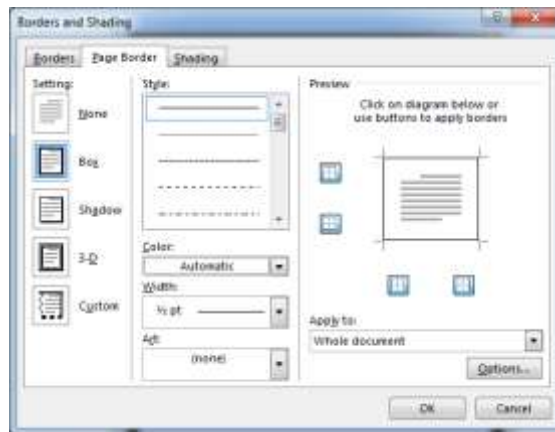 Borders and Shading
Borders
Page Border
Shading
Setting:
None
Box
Shadow
3-D
Custom
Style:
Color:
Automatic
Width:
½ pt
Art:
(none)
Preview
Click on diagram below or
use buttons to apply borders
Apply to:
Whole document
Options...
OK
Cancel